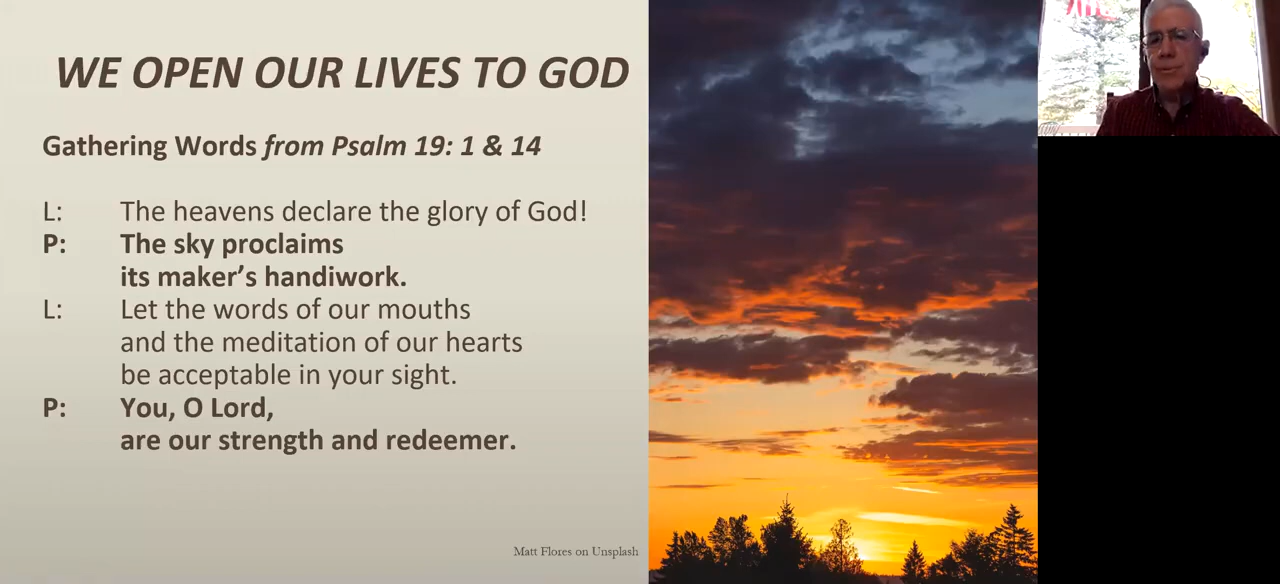 WE OPEN OUR LIVES TO GOD
Gathering Words from Psalm 19: 1 & 14
L: The heavens declare the glory of God!
P: The sky proclaims
its maker’s handiwork.
L: Let the words of our mouths
and the meditation of our hearts
be acceptable in your sight.
P: You, O Lord,
are our strength and redeemer.
Matt Flores on Unsplash